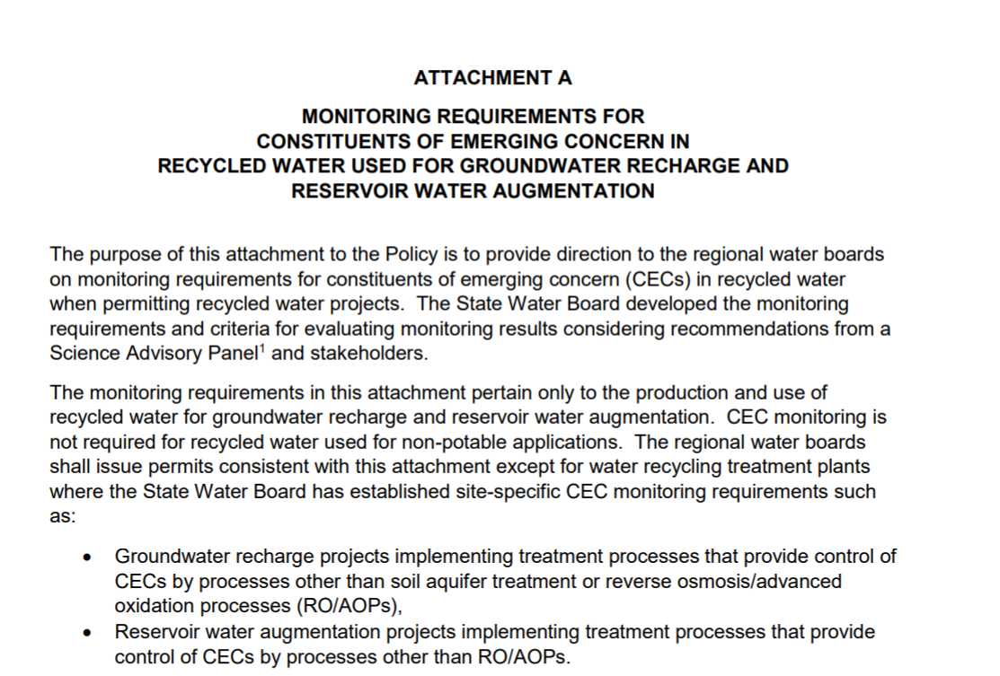 ATTACHMENT A
MONITORING REQUIREMENTS FOR
CONSTITUENTS OF EMERGING CONCERN IN
RECYCLED WATER USED FOR GROUNDWATER RECHARGE AND
RESERVOIR WATER AUGMENTATION
The purpose of this attachment to the Policy is to provide direction to the regional water boards
on monitoring requirements for constituents of emerging concern (CECs) in recycled water
when permitting recycled water projects.  The State Water Board developed the monitoring
requirements and criteria for evaluating monitoring results considering recommendations from a
Science Advisory Panel¹ and stakeholders.
The monitoring requirements in this attachment pertain only to the production and use of
recycled water for groundwater recharge and reservoir water augmentation.  CEC monitoring is
not required for recycled water used for non-potable applications.  The regional water boards
shall issue permits consistent with this attachment except for water recycling treatment plants
where the State Water Board has established site-specific CEC monitoring requirements such
as:
• Groundwater recharge projects implementing treatment processes that provide control of
CECs by processes other than soil aquifer treatment or reverse osmosis/advanced
oxidation processes (RO/AOPs),
• Reservoir water augmentation projects implementing treatment processes that provide
control of CECs by processes other than RO/AOPs.